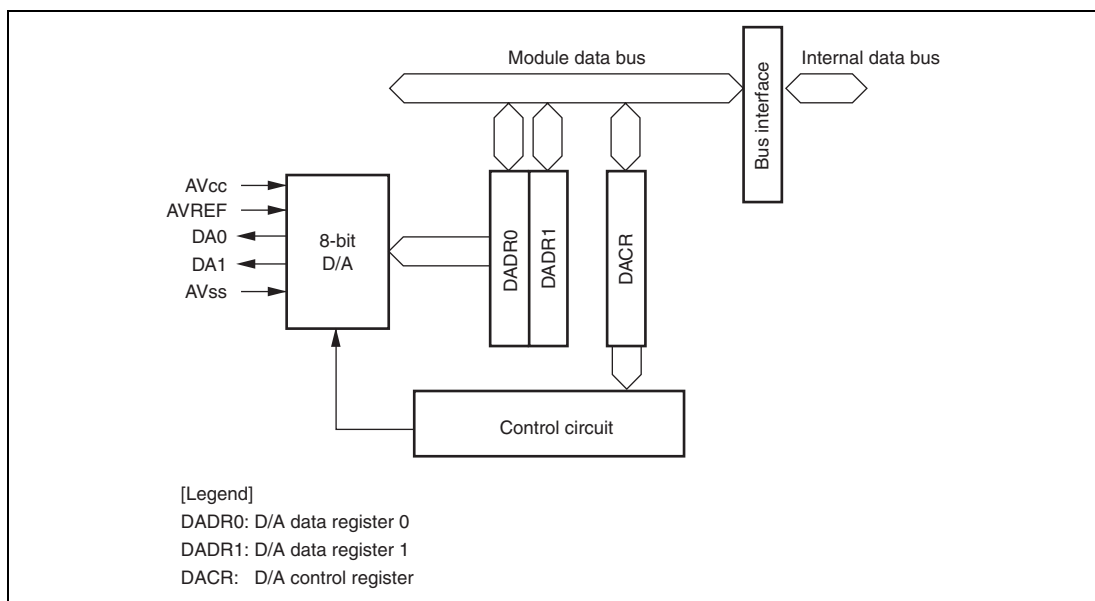 Module data bus
Internal data bus
Bus interface
AVcc
AVREF
DA0
DA1
AVss
8-bit
D/A
DADR0
DADR1
DACR
Control circuit
[Legend]
DADR0: D/A data register 0
DADR1: D/A data register 1
DACR: D/A control register